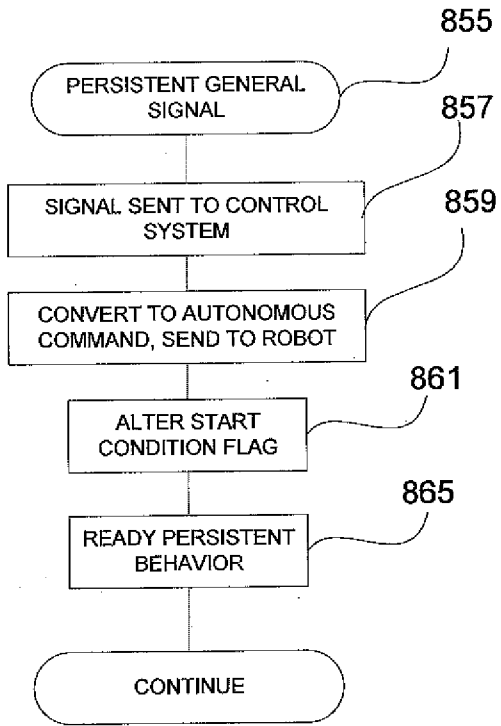 855
PERSISTENT GENERAL
SIGNAL
857
SIGNAL SENT TO CONTROL
SYSTEM
859
CONVERT TO AUTONOMOUS
COMMAND, SEND TO ROBOT
861
ALTER START
CONDITION FLAG
865
READY PERSISTENT
BEHAVIOR
CONTINUE